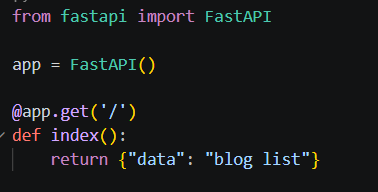 from fastapi import FastAPI
app = FastAPI()
@app.get('/')
def index():
    return {"data": "blog list"}